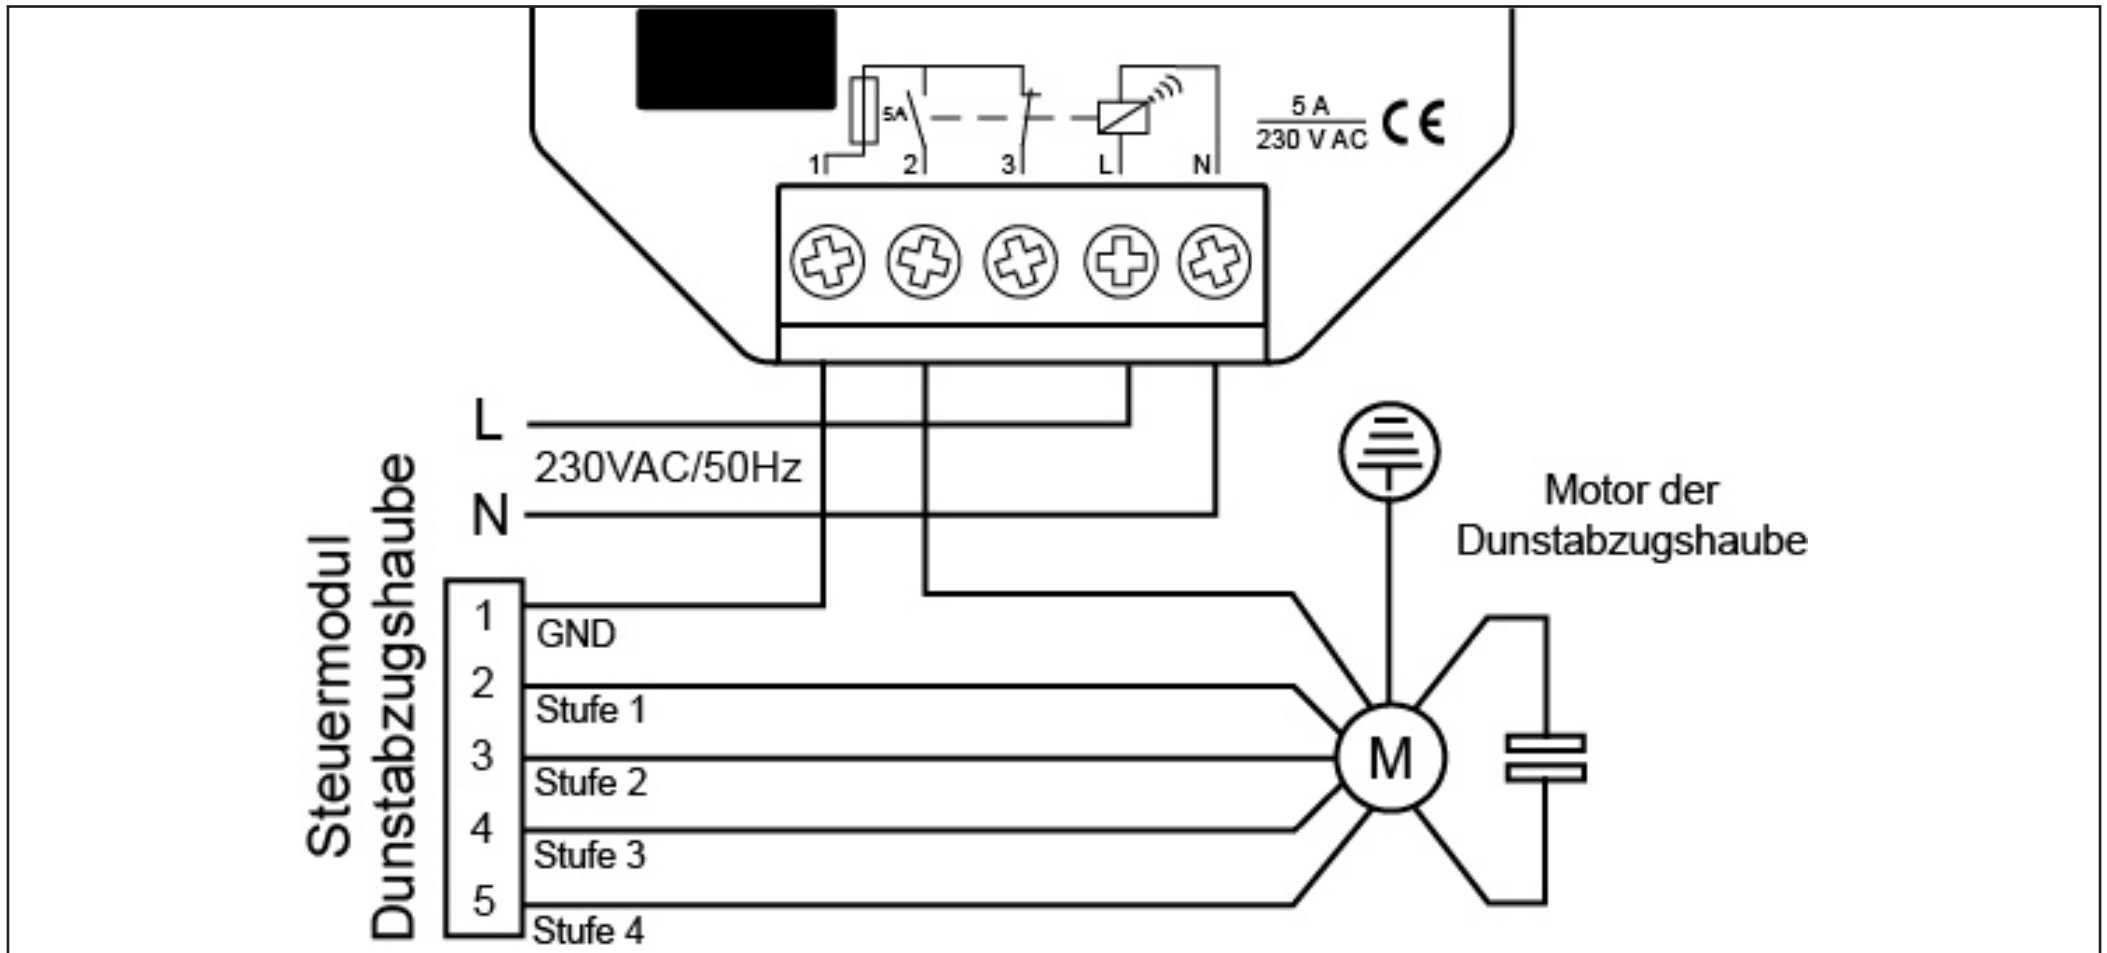 5A
1
2
3
L
N
5 A
230 V AC
CE
L
230VAC/50Hz
N
Steuermodul
Dunstabzugshaube
1
GND
2
Stufe 1
3
Stufe 2
4
Stufe 3
5
Stufe 4
M
Motor der
Dunstabzugshaube